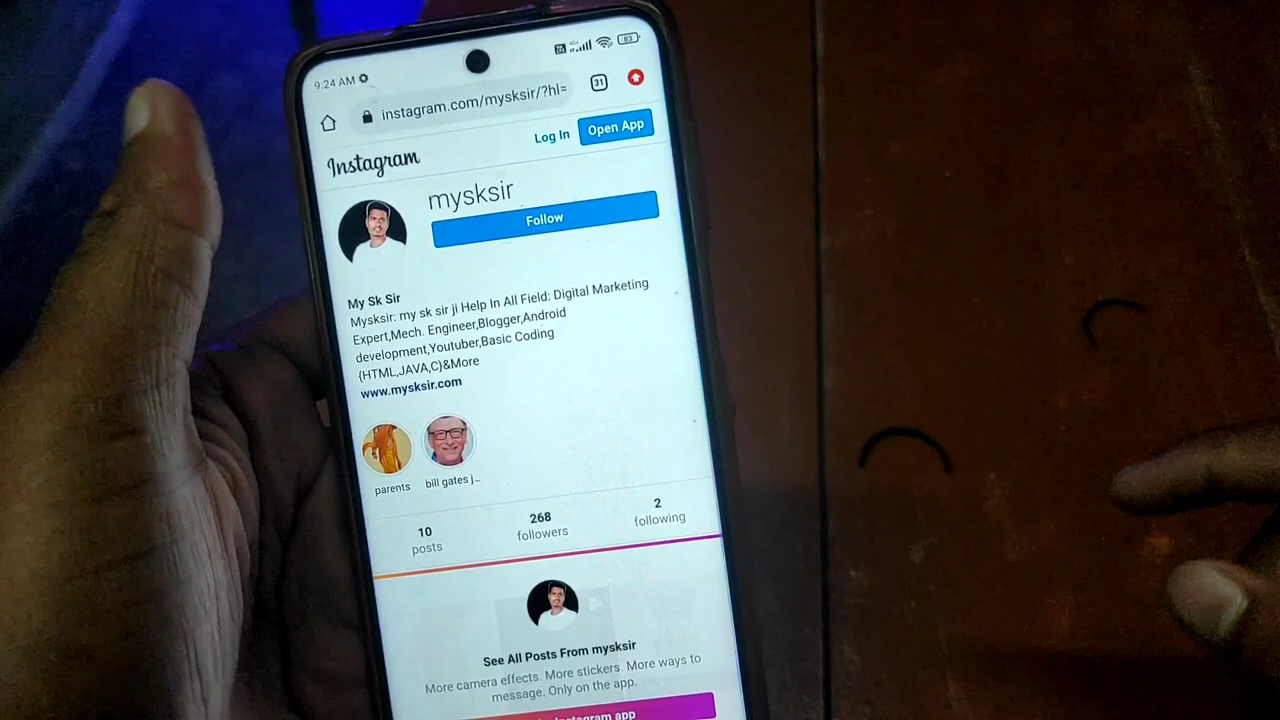 9:24 AM
83
instagram.com/mysksir/?hl=
31
Instagram
Log In
Open App
mysksir
Follow
My Sk Sir
Mysksir: my sk sir ji Help In All Field: Digital Marketing
Expert,Mech. Engineer,Blogger,Android
development,Youtuber,Basic Coding
{HTML,JAVA,C}&More
www.mysksir.com
parents
bill gates j...
10
posts
268
followers
2
following
See All Posts From mysksir
More camera effects. More stickers. More ways to
message. Only on the app.
Instagram app